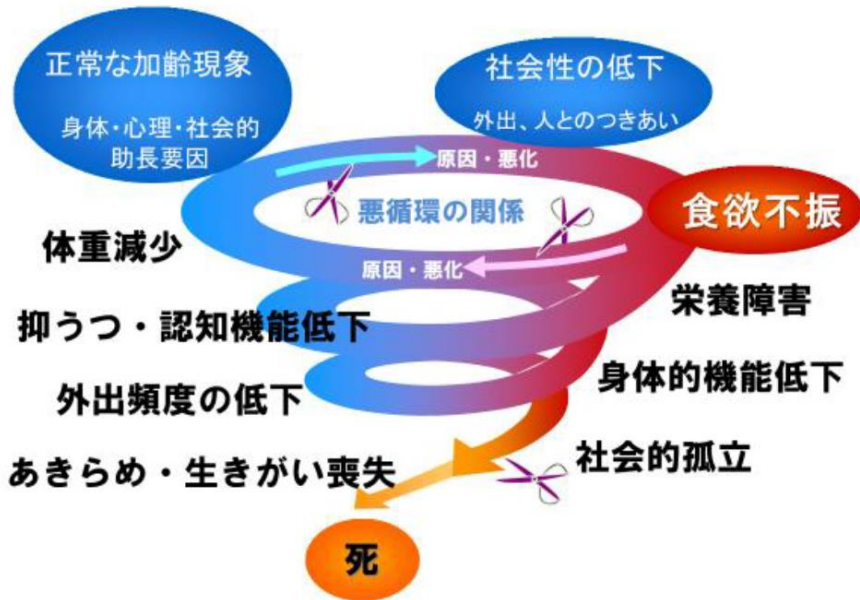 正常な加齢現象
身体・心理・社会的
助長要因
社会性の低下
外出、人とのつきあい
原因・悪化
悪循環の関係
食欲不振
原因・悪化
体重減少
栄養障害
抑うつ・認知機能低下
身体的機能低下
外出頻度の低下
社会的孤立
あきらめ・生きがい喪失
死